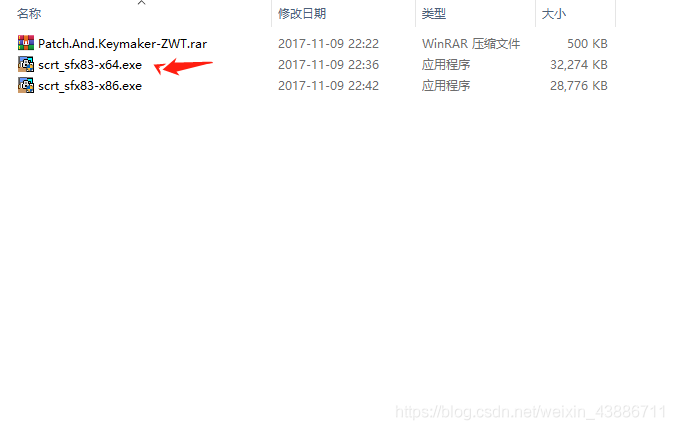 名称 修改日期 类型 大小
Patch.And.Keymaker-ZWT.rar 2017-11-09 22:22 WinRAR 压缩文件 500 KB
scrt_sfx83-x64.exe 2017-11-09 22:36 应用程序 32,274 KB
scrt_sfx83-x86.exe 2017-11-09 22:42 应用程序 28,776 KB
https://blog.csdn.net/weixin_43886711